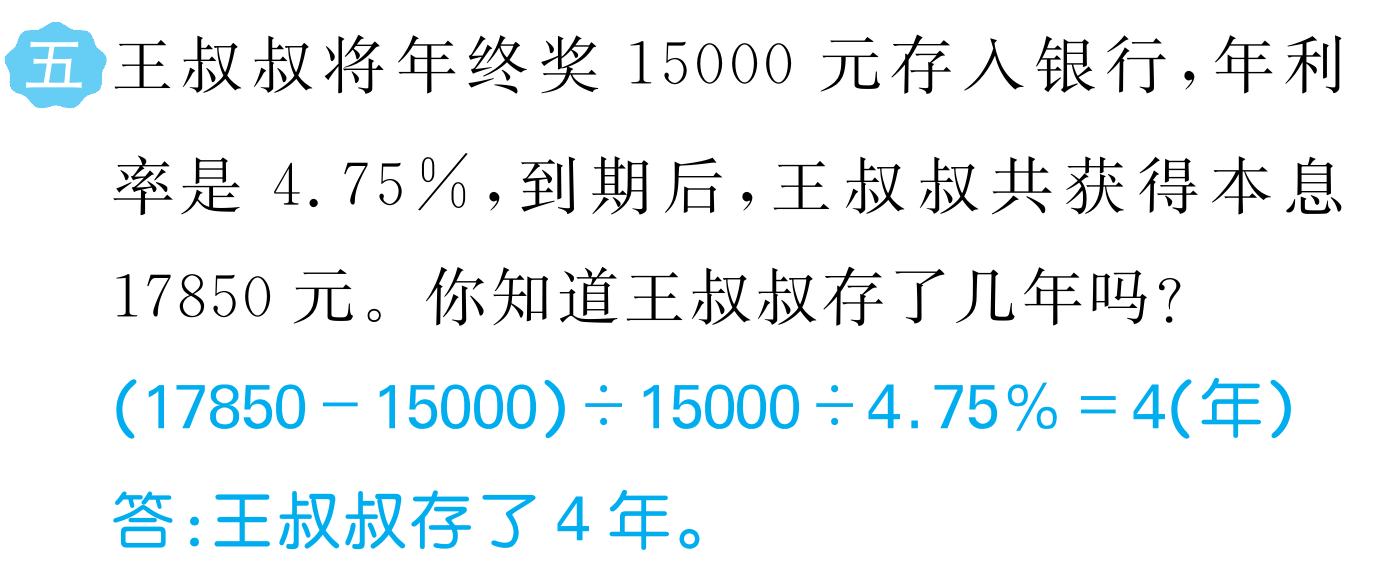 五 王叔叔将年终奖 15000 元存入银行,年利
率是 4.75%,到期后,王叔叔共获得本息
17850 元。你知道王叔叔存了几年吗?
(17850－15000)÷15000÷4.75%＝4(年)
答:王叔叔存了 4 年。